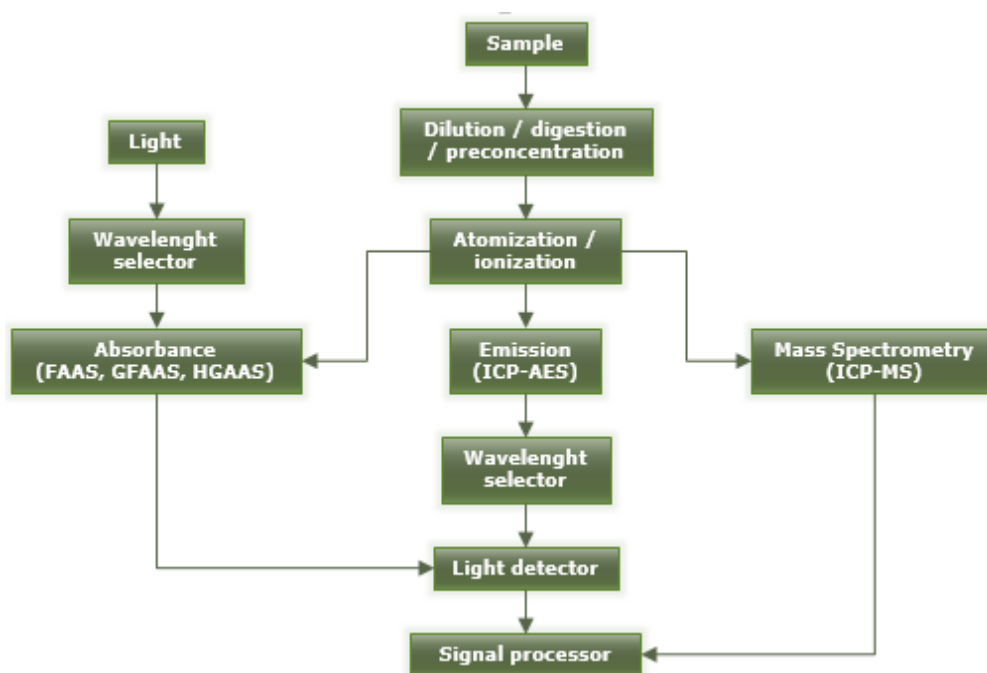 Sample
Dilution / digestion
/ preconcentration
Light
Wavelenght
selector
Atomization /
ionization
Absorbance
(FAAS, GFAAS, HGAAS)
Emission
(ICP-AES)
Mass Spectrometry
(ICP-MS)
Wavelenght
selector
Light detector
Signal processor